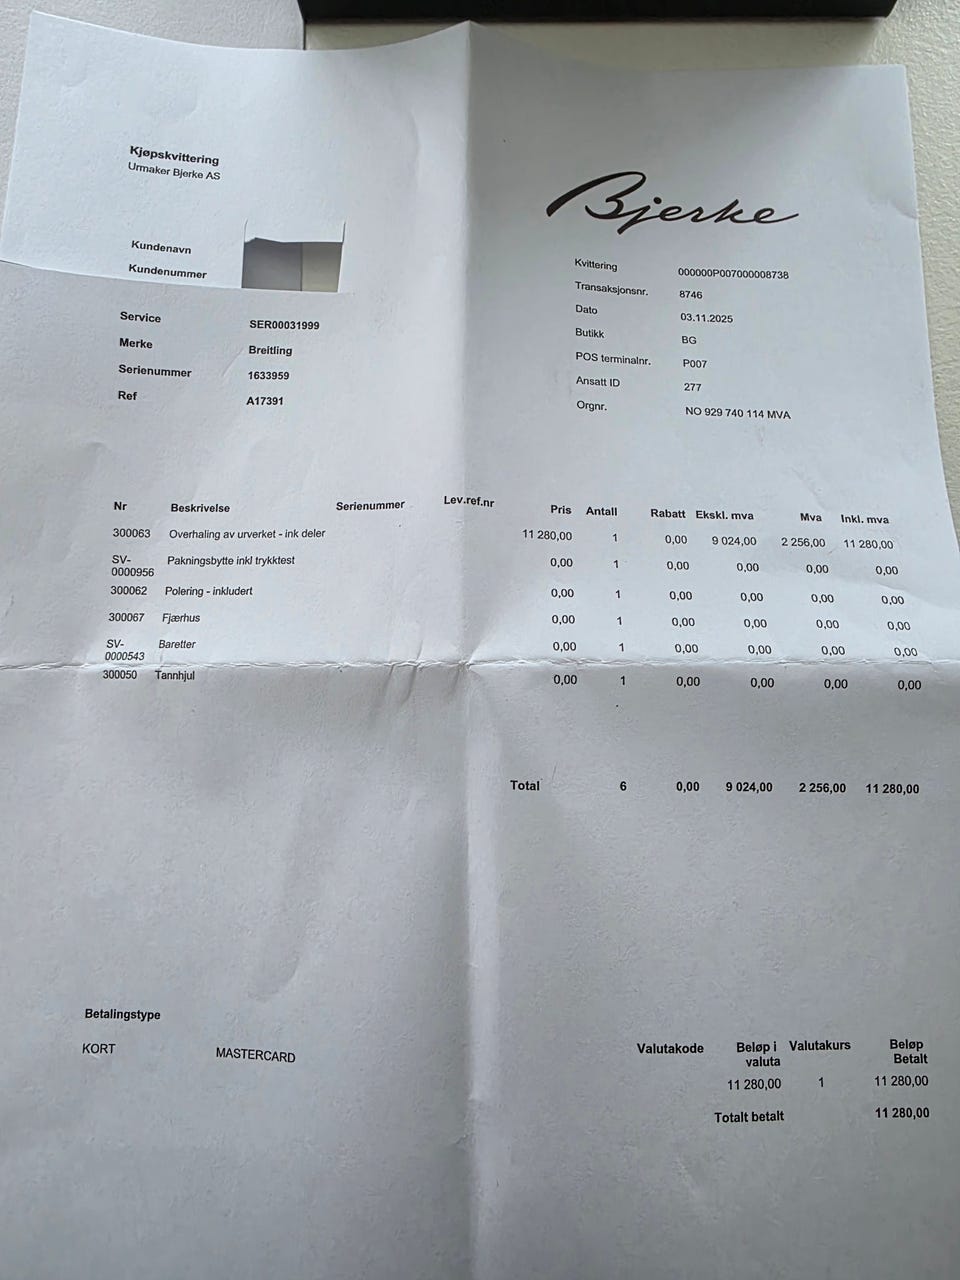 Kjøpskvittering
Urmaker Bjerke AS
Bjerke
Kundenavn
Kundenummer
Kvittering 000000P007000008738
Transaksjonsnr. 8746
Dato 03.11.2025
Butikk BG
POS terminalnr. P007
Ansatt ID 277
Orgnr. NO 929 740 114 MVA
Service SER00031999
Merke Breitling
Serienummer 1633959
Ref A17391
Nr Beskrivelse Serienummer Lev.ref.nr Pris Antall Rabatt Ekskl. mva Mva Inkl. mva
300063 Overhaling av urverket - ink deler 11 280,00 1 0,00 9 024,00 2 256,00 11 280,00
SV-0000956 Pakningsbytte inkl trykktest 0,00 1 0,00 0,00 0,00 0,00
300062 Polering - inkludert 0,00 1 0,00 0,00 0,00 0,00
300067 Fjærhus 0,00 1 0,00 0,00 0,00 0,00
SV-0000543 Baretter 0,00 1 0,00 0,00 0,00 0,00
300050 Tannhjul 0,00 1 0,00 0,00 0,00 0,00
Total 6 0,00 9 024,00 2 256,00 11 280,00
Betalingstype
KORT MASTERCARD
Valutakode Beløp i valuta Valutakurs Beløp Betalt
11 280,00 1 11 280,00
Totalt betalt 11 280,00